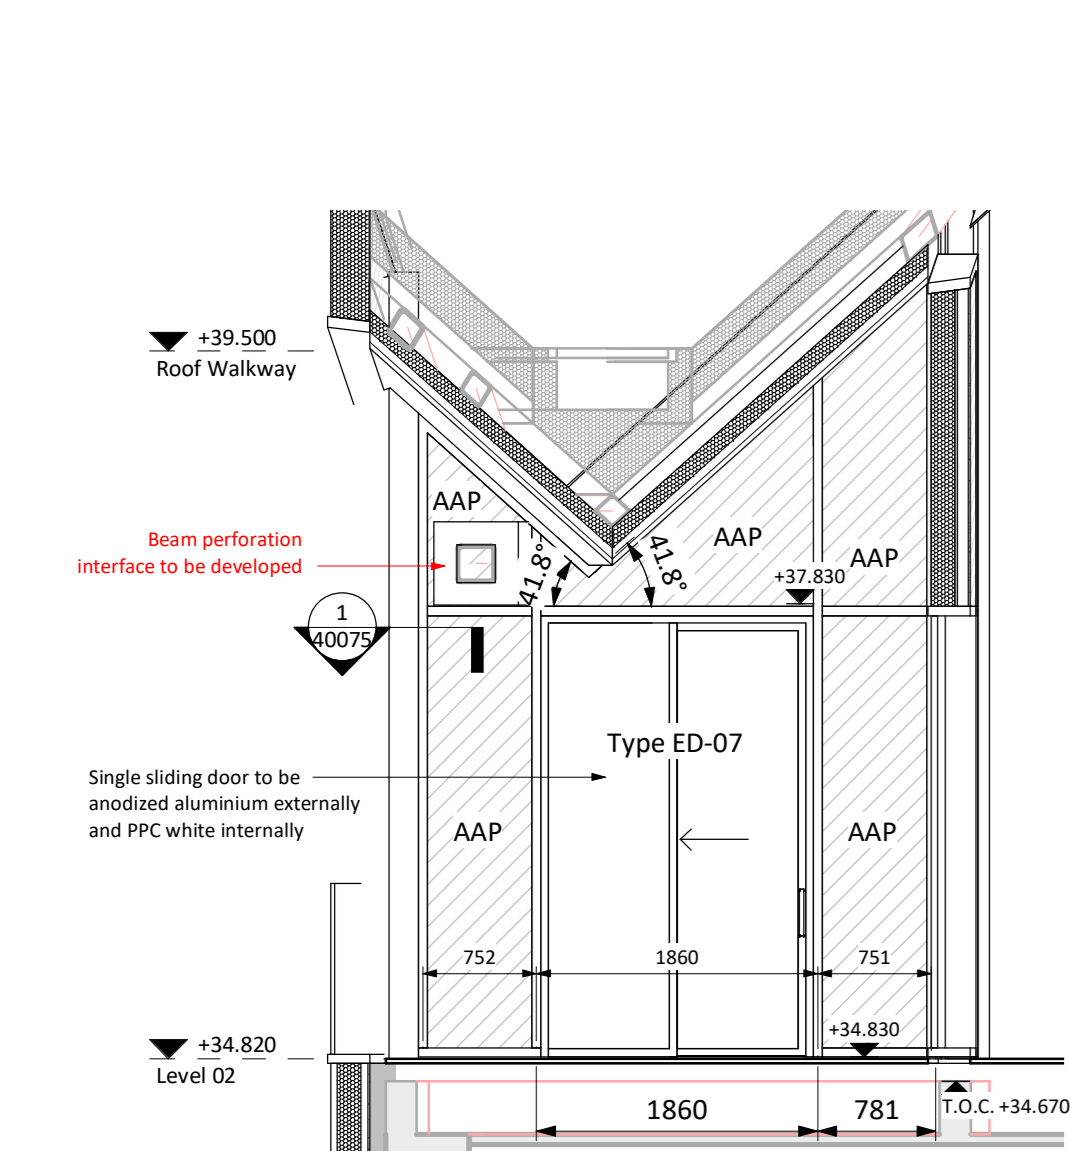 +39.500
Roof Walkway
AAP
Beam perforation
interface to be developed
41.8°
41.8°
AAP
AAP
+37.830
1
40075
Type ED-07
Single sliding door to be
anodized aluminium externally
and PPC white internally
AAP
AAP
752
1860
751
+34.830
+34.820
Level 02
1860
781
T.O.C. +34.670